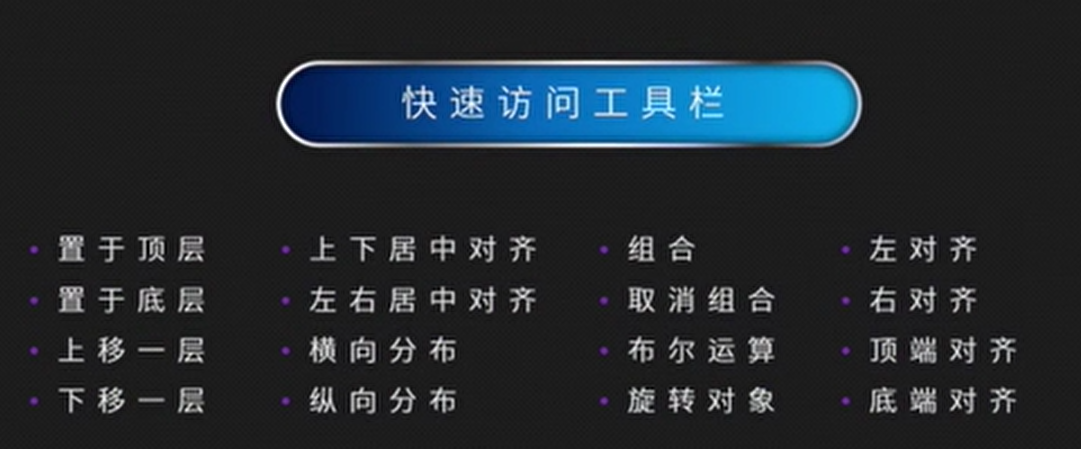 快速访问工具栏
• 置于顶层
• 置于底层
• 上移一层
• 下移一层
• 上下居中对齐
• 左右居中对齐
• 横向分布
• 纵向分布
• 组合
• 取消组合
• 布尔运算
• 旋转对象
• 左对齐
• 右对齐
• 顶端对齐
• 底端对齐